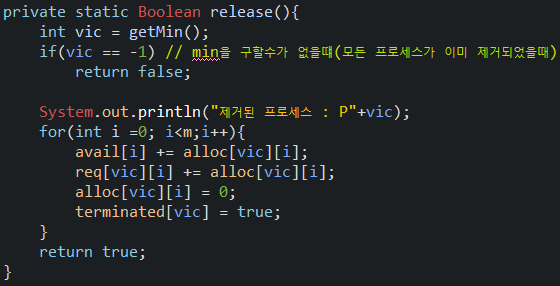 private static Boolean release(){
    int vic = getMin();
    if(vic == -1) // min을 구할수가 없을때(모든 프로세스가 이미 제거되었을때)
        return false;

    System.out.println("제거된 프로세스 : P"+vic);
    for(int i =0; i<m;i++){
        avail[i] += alloc[vic][i];
        req[vic][i] += alloc[vic][i];
        alloc[vic][i] = 0;
        terminated[vic] = true;
    }
    return true;
}